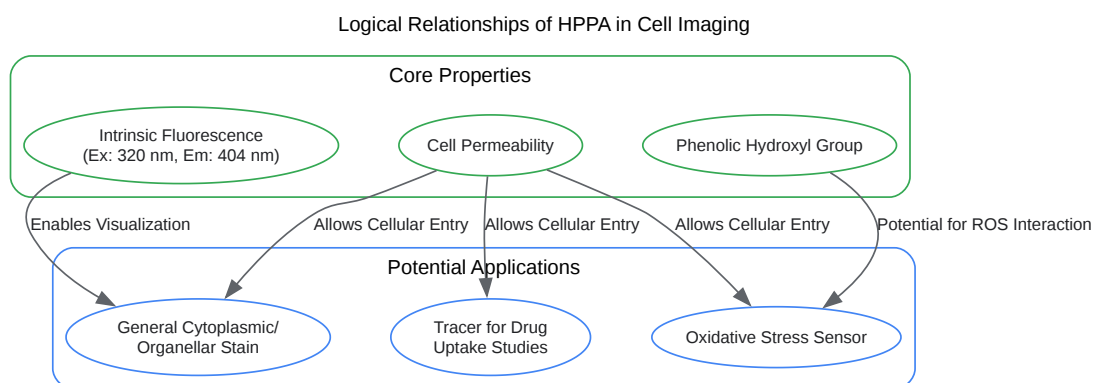 Logical Relationships of HPPA in Cell Imaging
Core Properties
Intrinsic Fluorescence
(Ex: 320 nm, Em: 404 nm)
Cell Permeability
Phenolic Hydroxyl Group
Enables Visualization
Allows Cellular Entry
Allows Cellular Entry
Allows Cellular Entry
Potential for ROS Interaction
Potential Applications
General Cytoplasmic/
Organellar Stain
Tracer for Drug
Uptake Studies
Oxidative Stress Sensor